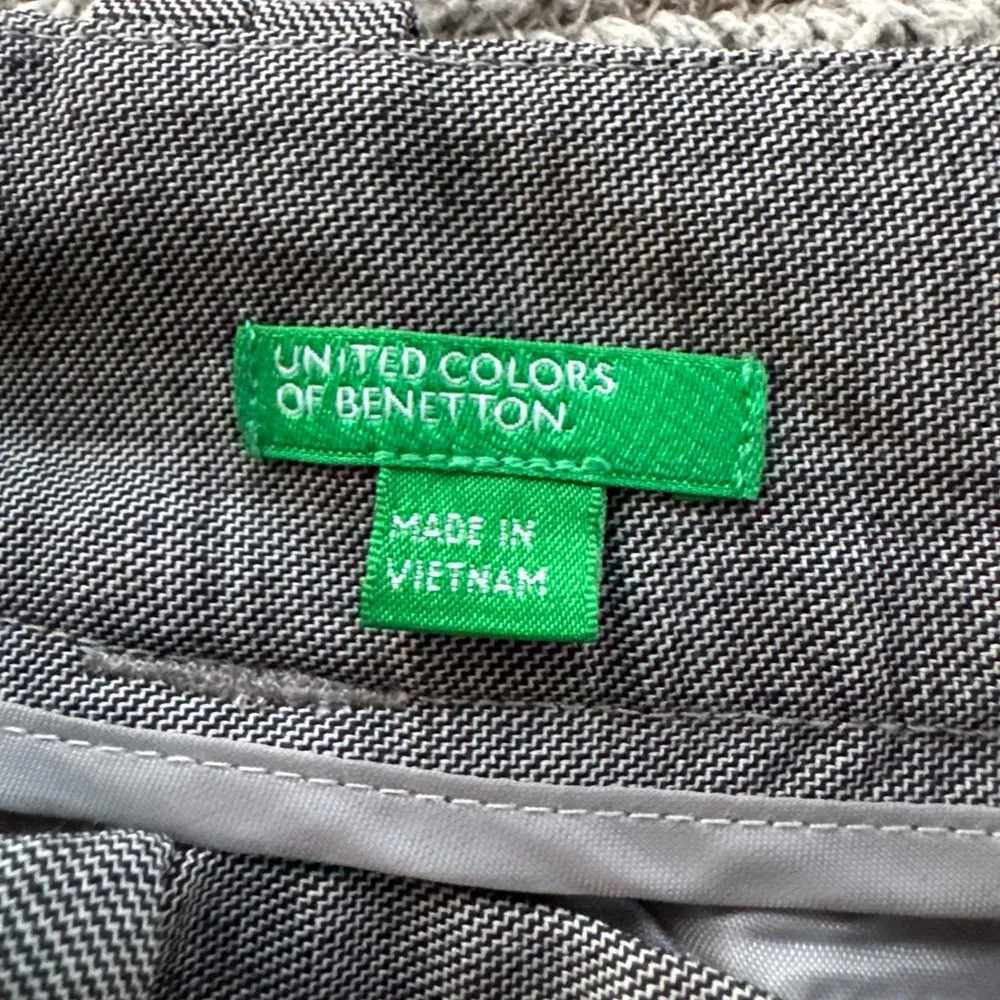 UNITED COLORS
OF BENETTON.
MADE IN
VIETNAM